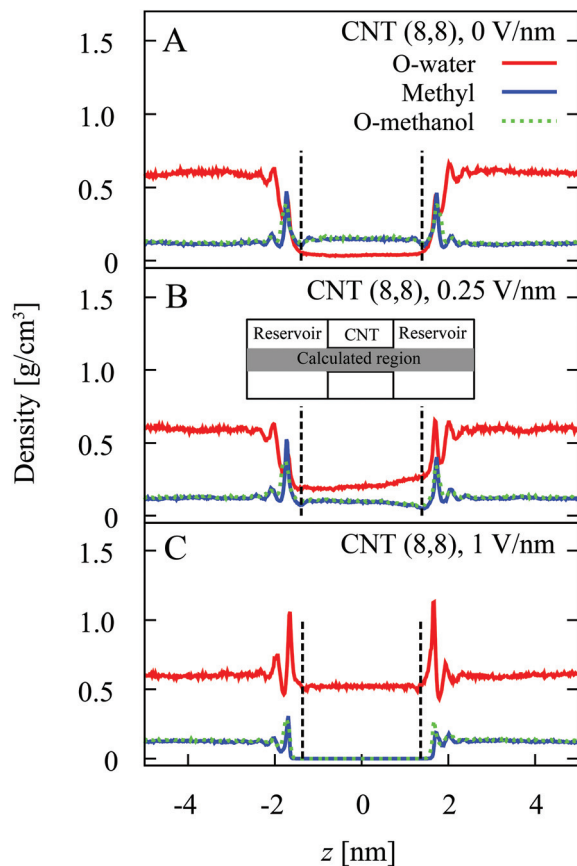 A
CNT (8,8), 0 V/nm
O-water
Methyl
O-methanol
1.5
1.0
0.5
0
B
CNT (8,8), 0.25 V/nm
Reservoir CNT Reservoir
Calculated region
1.5
1.0
0.5
0
C
CNT (8,8), 1 V/nm
1.5
1.0
0.5
0
Density [g/cm³]
-4 -2 0 2 4
z [nm]